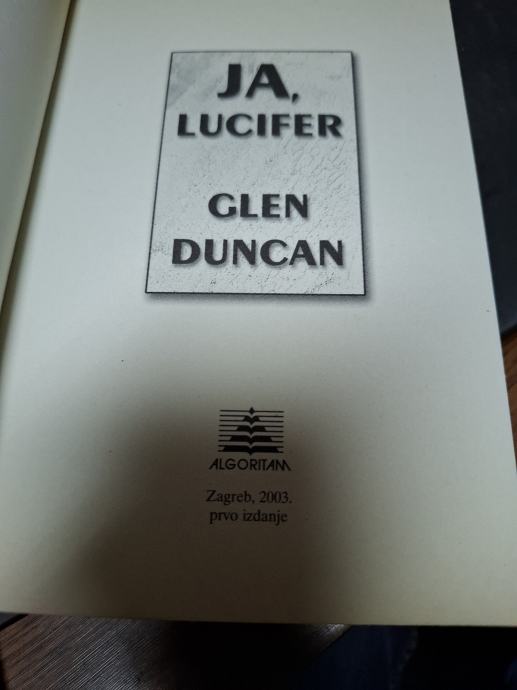 JA,
LUCIFER
GLEN
DUNCAN
ALGORITAM
Zagreb, 2003.
prvo izdanje